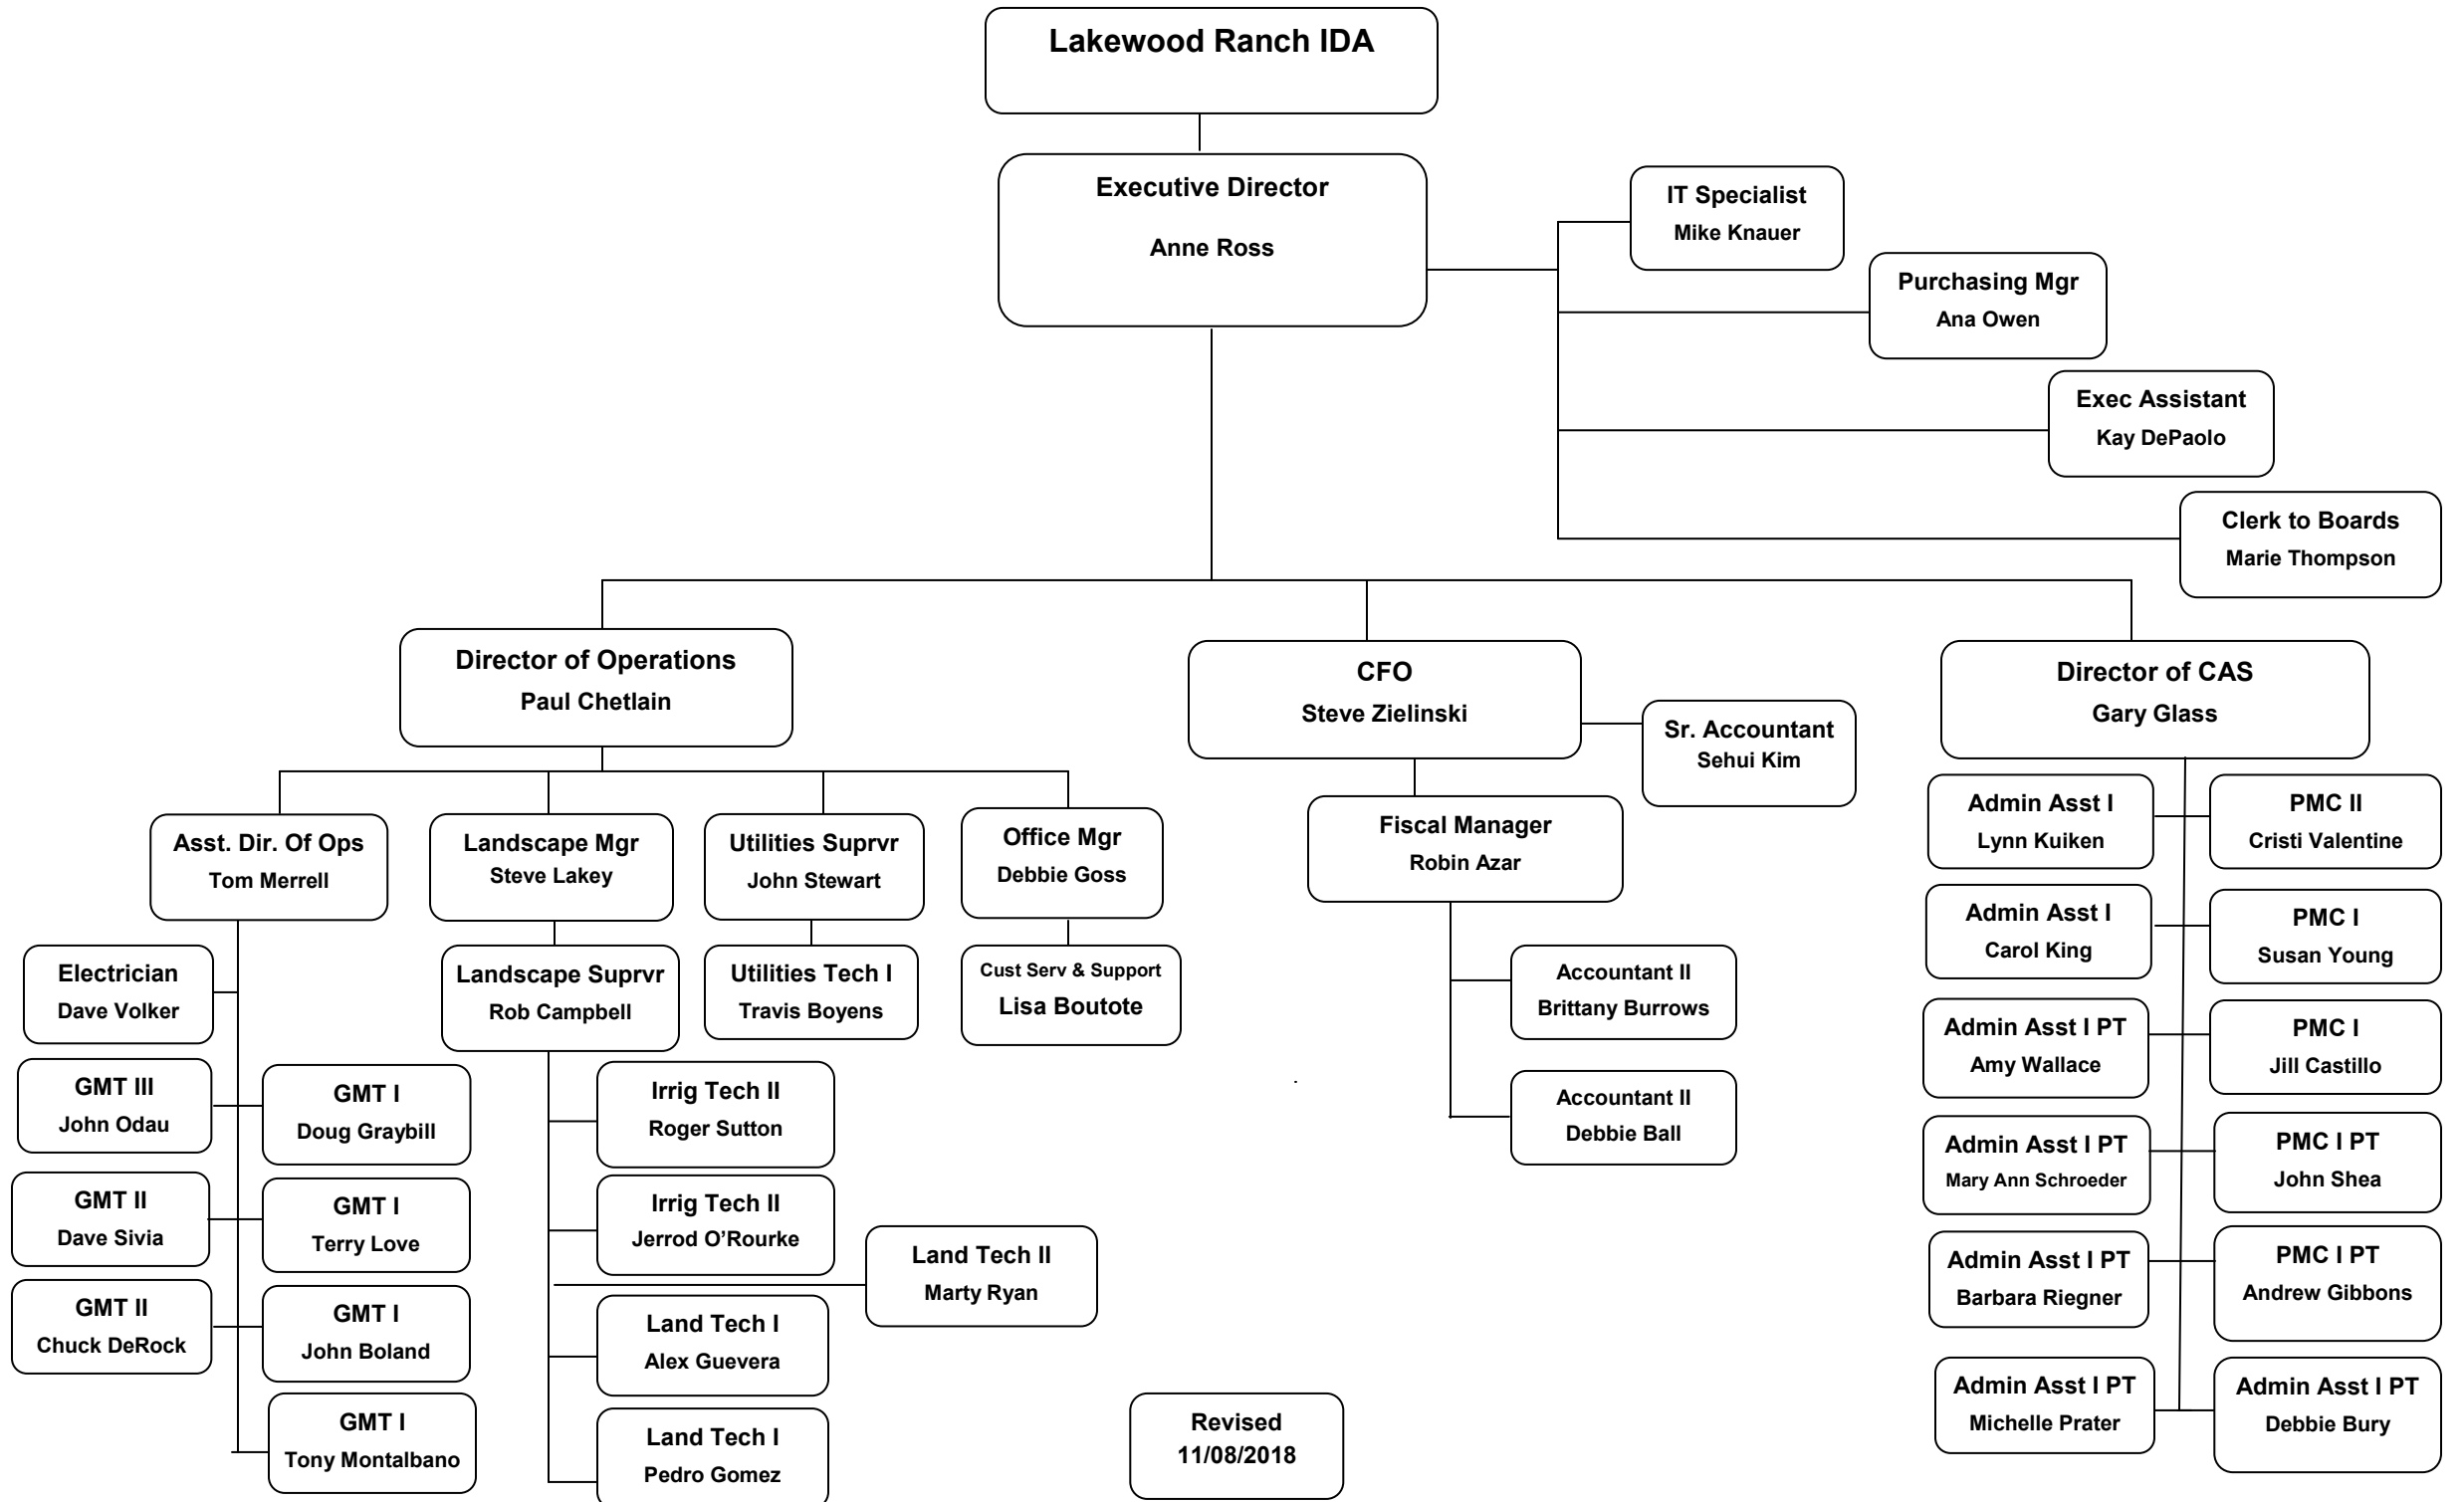 Lakewood Ranch IDA
Executive Director
Anne Ross
IT Specialist
Mike Knauer
Purchasing Mgr
Ana Owen
Exec Assistant
Kay DePaolo
Clerk to Boards
Marie Thompson
Director of Operations
Paul Chetlain
CFO
Steve Zielinski
Sr. Accountant
Sehui Kim
Director of CAS
Gary Glass
Asst. Dir. Of Ops
Tom Merrell
Landscape Mgr
Steve Lakey
Utilities Suprvr
John Stewart
Office Mgr
Debbie Goss
Fiscal Manager
Robin Azar
Electrician
Dave Volker
GMT III
John Odau
GMT I
Doug Graybill
GMT II
Dave Sivia
GMT I
Terry Love
GMT II
Chuck DeRock
GMT I
John Boland
GMT I
Tony Montalbano
Landscape Suprvr
Rob Campbell
Irrig Tech II
Roger Sutton
Irrig Tech II
Jerrod O’Rourke
Land Tech II
Marty Ryan
Land Tech I
Alex Guevera
Land Tech I
Pedro Gomez
Utilities Tech I
Travis Boyens
Cust Serv & Support
Lisa Boutote
Accountant II
Brittany Burrows
Accountant II
Debbie Ball
Admin Asst I
Lynn Kuiken
PMC II
Cristi Valentine
Admin Asst I
Carol King
PMC I
Susan Young
Admin Asst I PT
Amy Wallace
PMC I
Jill Castillo
Admin Asst I PT
Mary Ann Schroeder
PMC I PT
John Shea
Admin Asst I PT
Barbara Riegner
PMC I PT
Andrew Gibbons
Admin Asst I PT
Michelle Prater
Admin Asst I PT
Debbie Bury
Revised
11/08/2018